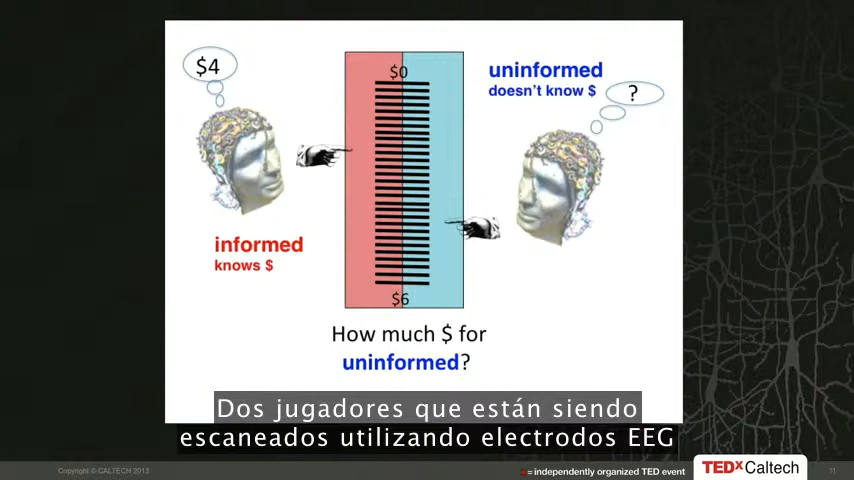 $4
$0
uninformed
doesn't know $
?
informed
knows $
$6
How much $ for
uninformed?
Dos jugadores que están siendo
escaneados utilizando electrodos EEG
Copyright © CALTECH 2013
x = independently organized TED event
TEDxCaltech
11